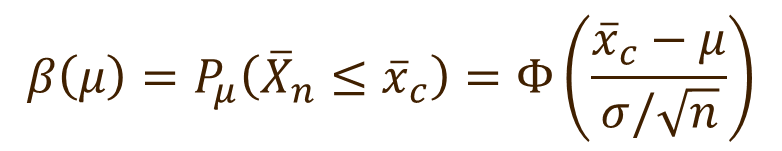 β(μ) = P_μ(X̄_n ≤ x̄_c) = Φ((x̄_c − μ)/(σ/√n))